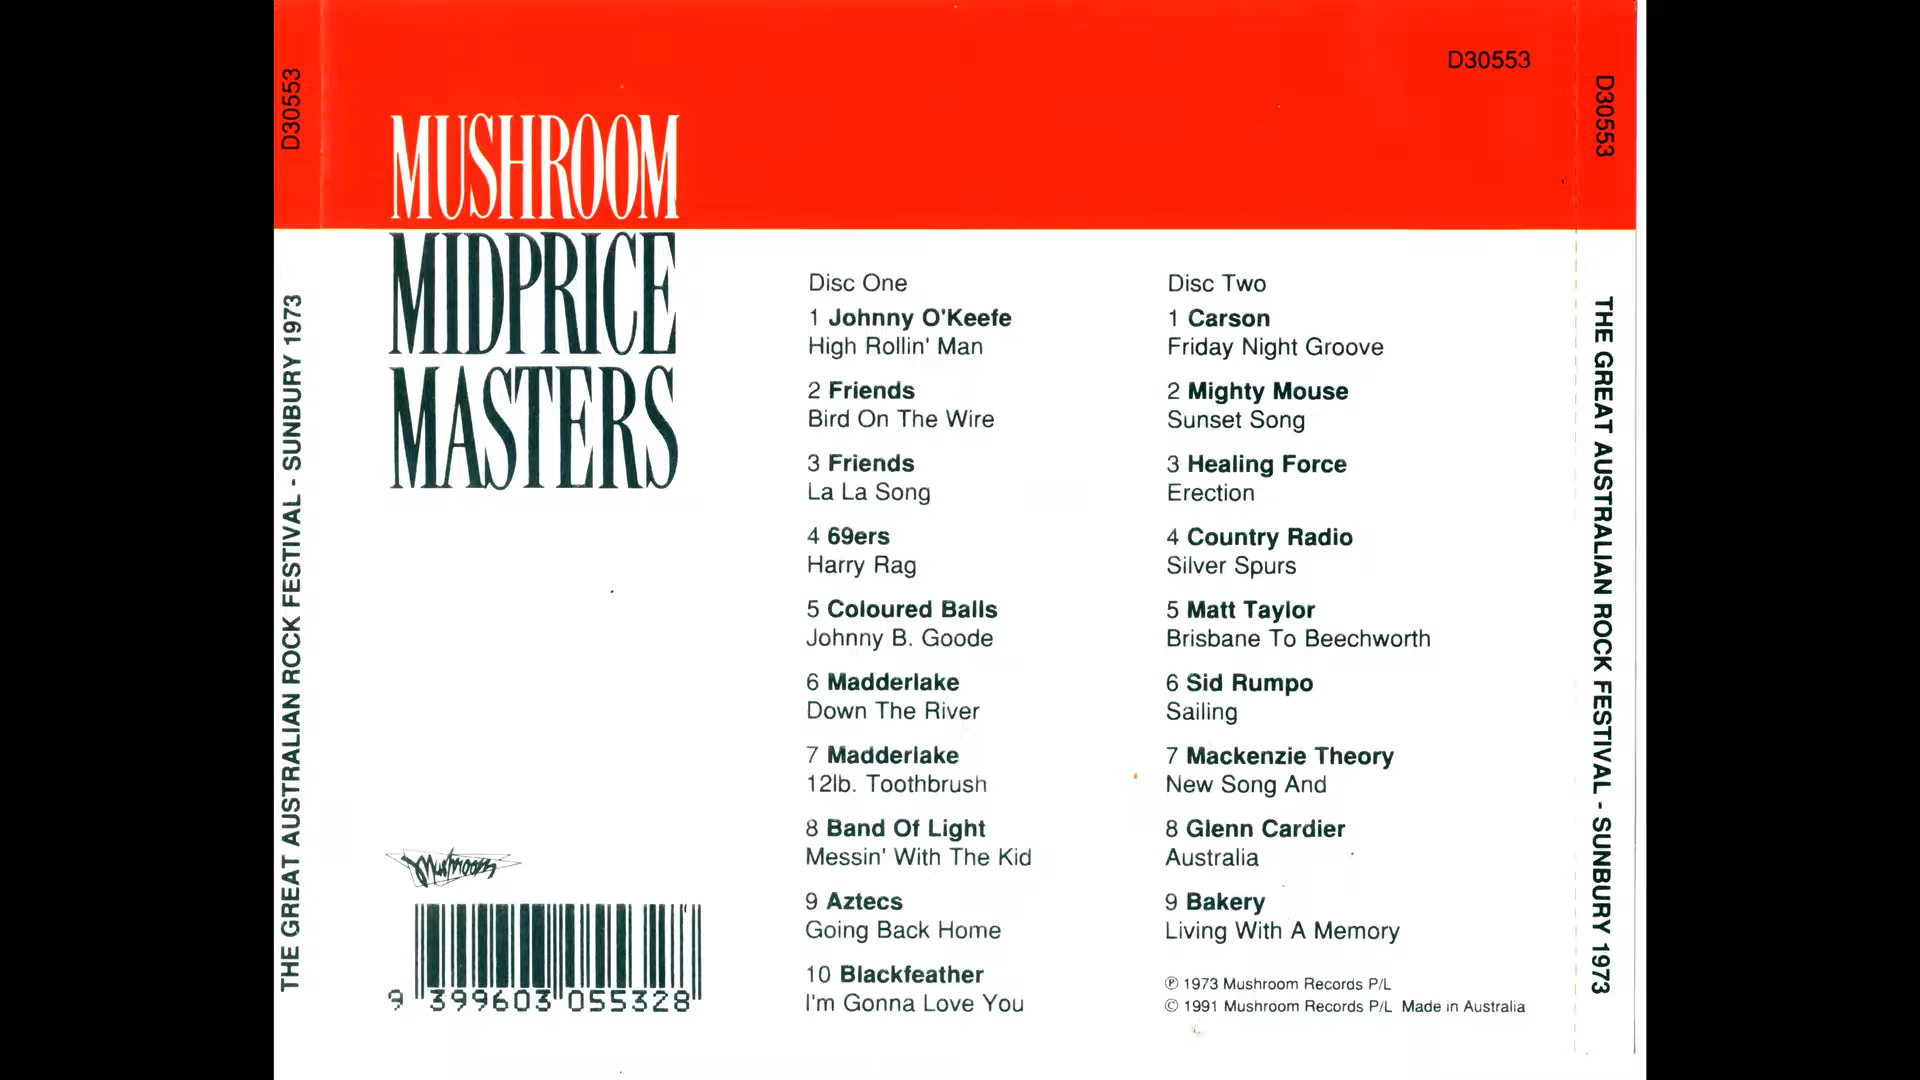 D30553
D30553
D30553
MUSHROOM
MIDPRICE
MASTERS
THE GREAT AUSTRALIAN ROCK FESTIVAL - SUNBURY 1973
Disc One
1 Johnny O'Keefe
High Rollin' Man
2 Friends
Bird On The Wire
3 Friends
La La Song
4 69ers
Harry Rag
5 Coloured Balls
Johnny B. Goode
6 Madderlake
Down The River
7 Madderlake
12lb. Toothbrush
8 Band Of Light
Messin' With The Kid
9 Aztecs
Going Back Home
10 Blackfeather
I'm Gonna Love You
Disc Two
1 Carson
Friday Night Groove
2 Mighty Mouse
Sunset Song
3 Healing Force
Erection
4 Country Radio
Silver Spurs
5 Matt Taylor
Brisbane To Beechworth
6 Sid Rumpo
Sailing
7 Mackenzie Theory
New Song And
8 Glenn Cardier
Australia
9 Bakery
Living With A Memory
℗ 1973 Mushroom Records P/L
© 1991 Mushroom Records P/L Made in Australia
Mushroom
9 399603 055328
THE GREAT AUSTRALIAN ROCK FESTIVAL - SUNBURY 1973